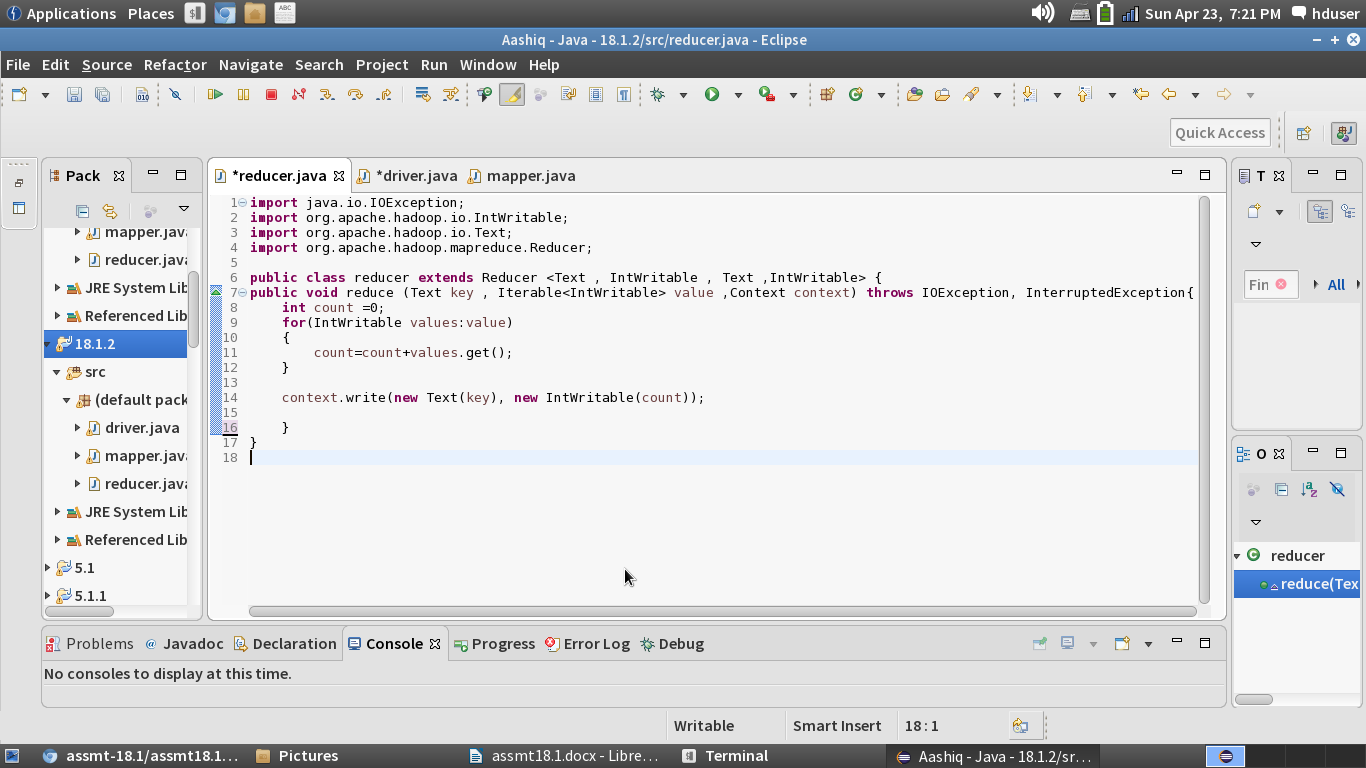 Applications Places ABC Sun Apr 23, 7:21 PM hduser
Aashiq - Java - 18.1.2/src/reducer.java - Eclipse
File Edit Source Refactor Navigate Search Project Run Window Help
Quick Access
Pack
mapper.java
reducer.java
JRE System Lib
Referenced Lib
18.1.2
src
(default pack
driver.java
mapper.java
reducer.java
JRE System Lib
Referenced Lib
5.1
5.1.1
*reducer.java *driver.java mapper.java
1 import java.io.IOException;
2 import org.apache.hadoop.io.IntWritable;
3 import org.apache.hadoop.io.Text;
4 import org.apache.hadoop.mapreduce.Reducer;
5
6 public class reducer extends Reducer <Text , IntWritable , Text ,IntWritable> {
7 public void reduce (Text key , Iterable<IntWritable> value ,Context context) throws IOException, InterruptedException{
8     int count =0;
9     for(IntWritable values:value)
10     {
11         count=count+values.get();
12     }
13
14     context.write(new Text(key), new IntWritable(count));
15
16     }
17 }
18
T
Fin All
O
reducer
reduce(Tex
Problems @ Javadoc Declaration Console Progress Error Log Debug
No consoles to display at this time.
Writable Smart Insert 18 : 1
assmt-18.1/assmt18.1... Pictures assmt18.1.docx - Libre... Terminal Aashiq - Java - 18.1.2/sr...